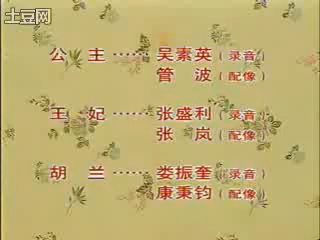 土豆网
公 主……吴素英（录音）
管 波（配像）
王 妃……张盛利（录音）
张 岚（配像）
胡 兰……娄振奎（录音）
康秉钧（配像）